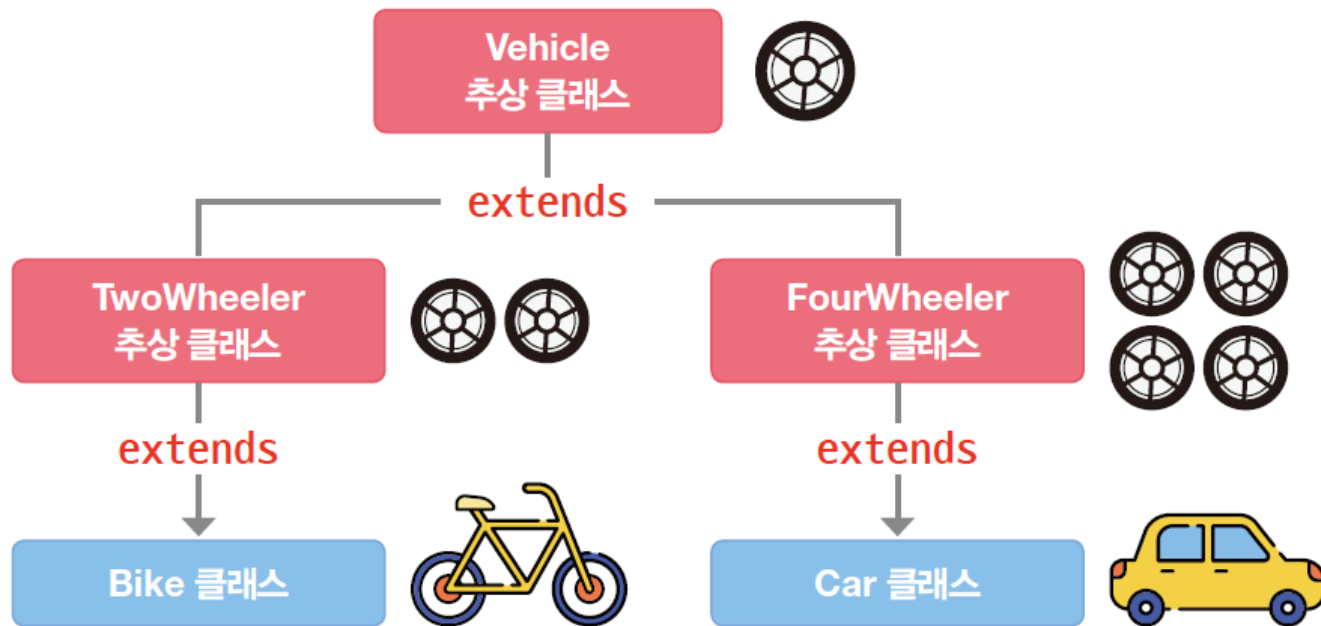 Vehicle
추상 클래스
extends
TwoWheeler
추상 클래스
FourWheeler
추상 클래스
extends
extends
Bike 클래스
Car 클래스